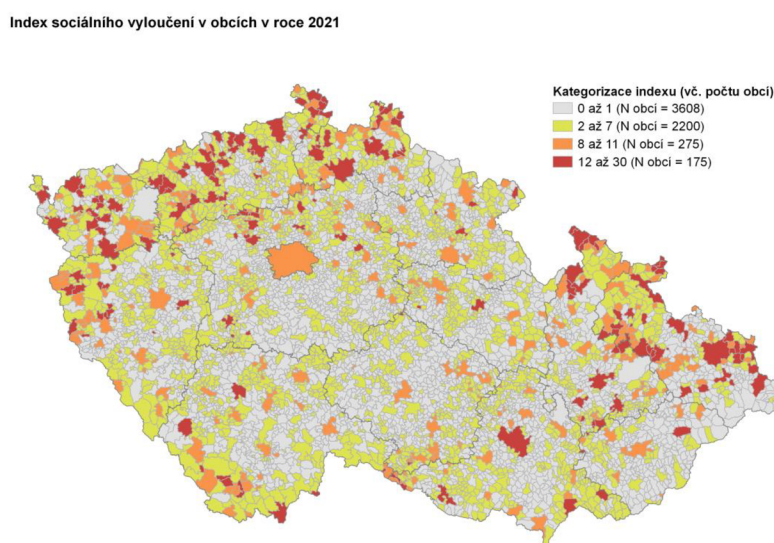 Index sociálního vyloučení v obcích v roce 2021
Kategorizace indexu (vč. počtu obcí)
0 až 1 (N obcí = 3608)
2 až 7 (N obcí = 2200)
8 až 11 (N obcí = 275)
12 až 30 (N obcí = 175)